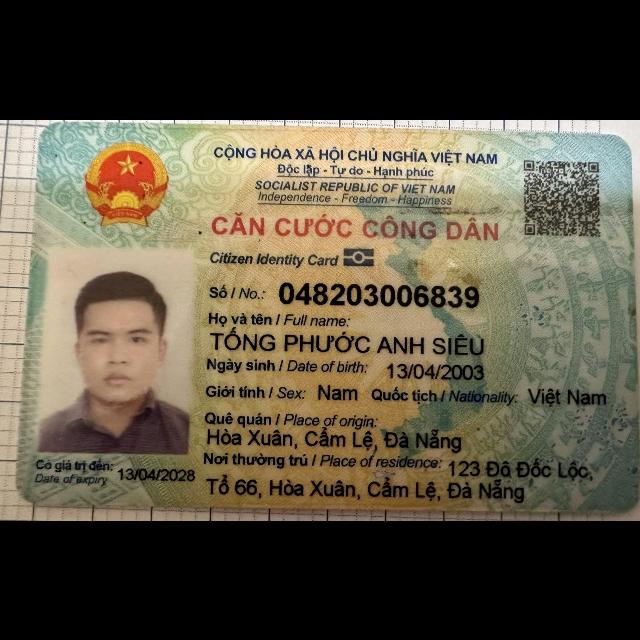 CỘNG HÒA XÃ HỘI CHỦ NGHĨA VIỆT NAM
Độc lập - Tự do - Hạnh phúc
SOCIALIST REPUBLIC OF VIET NAM
Independence - Freedom - Happiness
CĂN CƯỚC CÔNG DÂN
Citizen Identity Card
Số / No.: 048203006839
Họ và tên / Full name:
TỐNG PHƯỚC ANH SIÊU
Ngày sinh / Date of birth: 13/04/2003
Giới tính / Sex: Nam Quốc tịch / Nationality: Việt Nam
Quê quán / Place of origin:
Hòa Xuân, Cẩm Lệ, Đà Nẵng
Nơi thường trú / Place of residence: 123 Đô Đốc Lộc,
Tổ 66, Hòa Xuân, Cẩm Lệ, Đà Nẵng
Có giá trị đến: 13/04/2028
Date of expiry